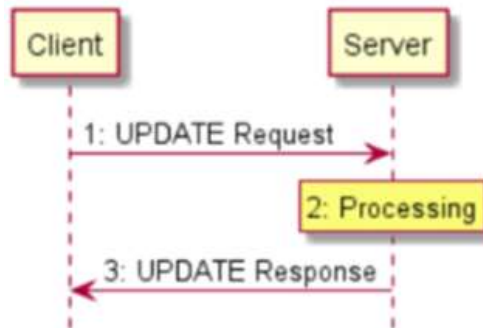 Client
Server
1: UPDATE Request
2: Processing
3: UPDATE Response